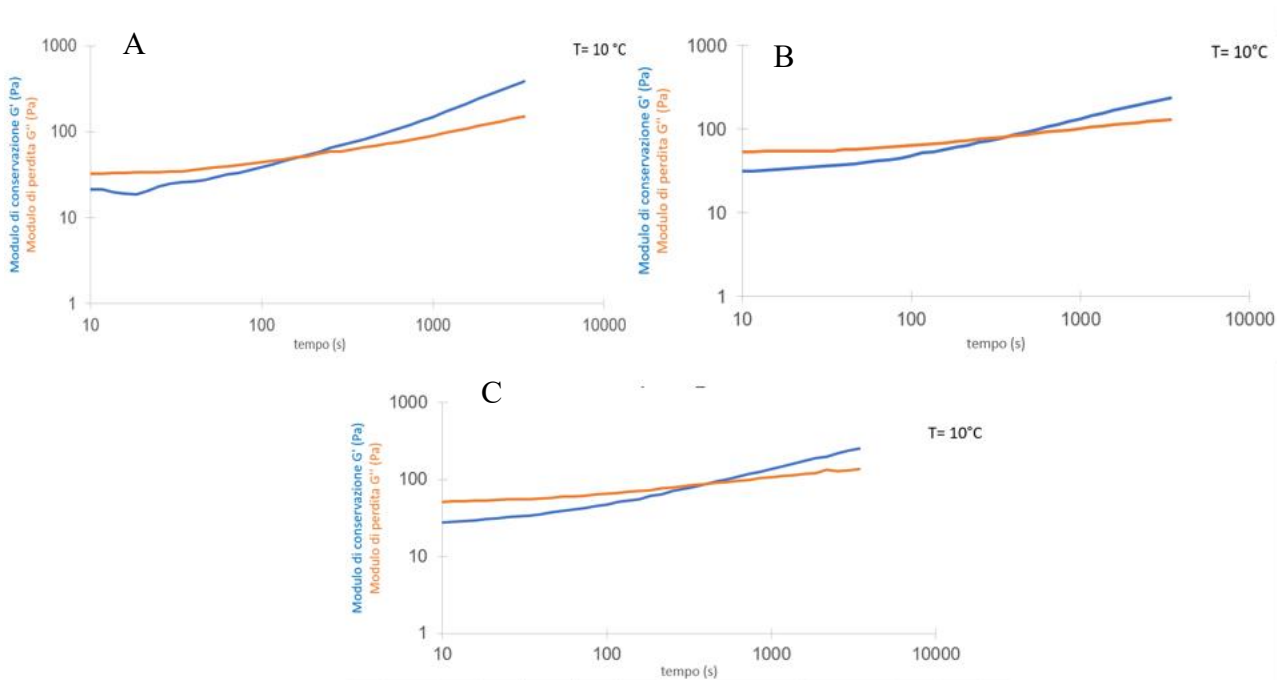 A
T= 10 °C
Modulo di conservazione G' (Pa)
Modulo di perdita G'' (Pa)
1000
100
10
1
10
100
1000
10000
tempo (s)
B
T= 10°C
Modulo di conservazione G' (Pa)
Modulo di perdita G'' (Pa)
1000
100
10
1
10
100
1000
10000
tempo (s)
C
T= 10°C
Modulo di conservazione G' (Pa)
Modulo di perdita G'' (Pa)
1000
100
10
1
10
100
1000
10000
tempo (s)